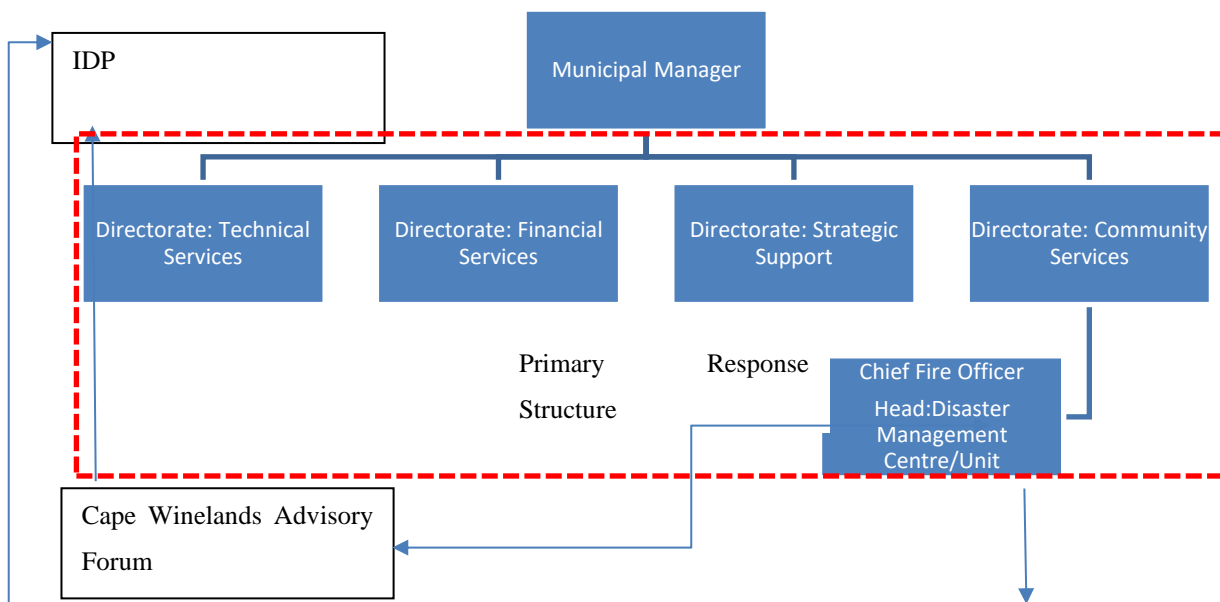 IDP
Municipal Manager
Directorate: Technical
Services
Directorate: Financial
Services
Directorate: Strategic
Support
Directorate: Community
Services
Primary Response
Structure
Chief Fire Officer
Head:Disaster
Management
Centre/Unit
Cape Winelands Advisory
Forum